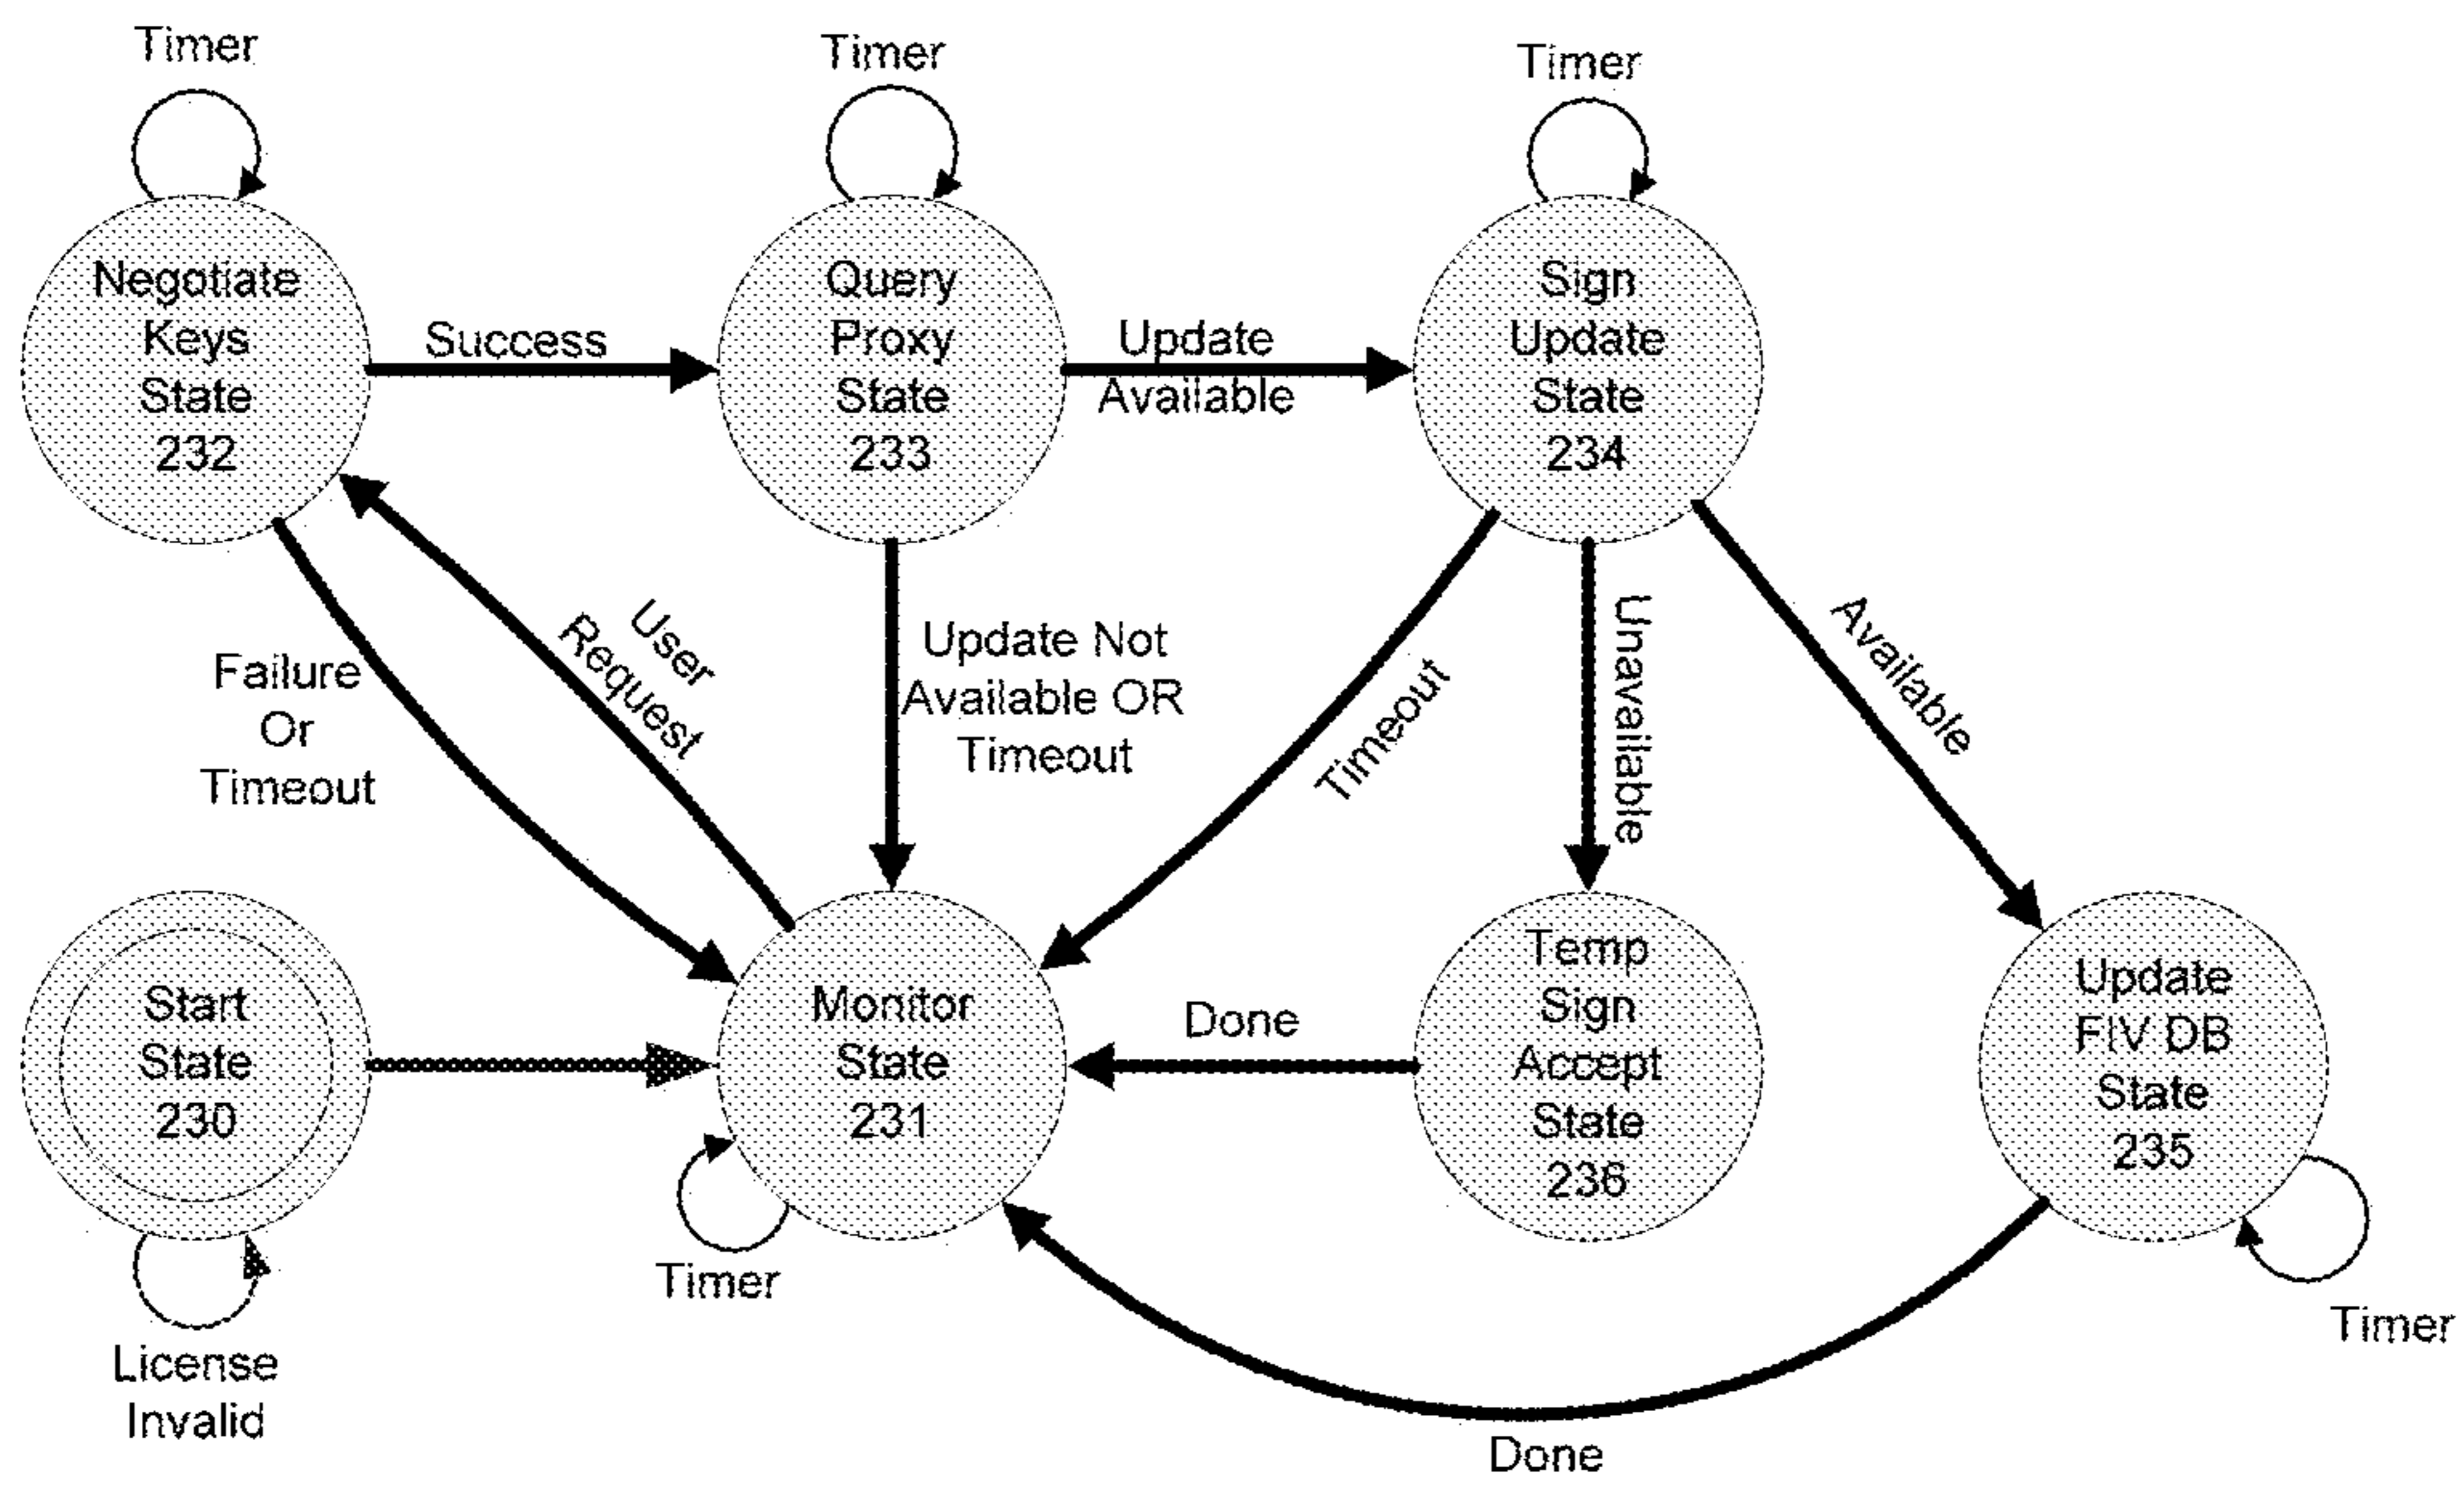 Timer
Timer
Timer
Negotiate
Keys
State
232
Success
Query
Proxy
State
233
Update
Available
Sign
Update
State
234
Failure
Or
Timeout
User
Request
Update Not
Available OR
Timeout
Timeout
Unavailable
Available
Start
State
230
License
Invalid
Monitor
State
231
Timer
Done
Temp
Sign
Accept
State
236
Update
FIV DB
State
235
Timer
Done